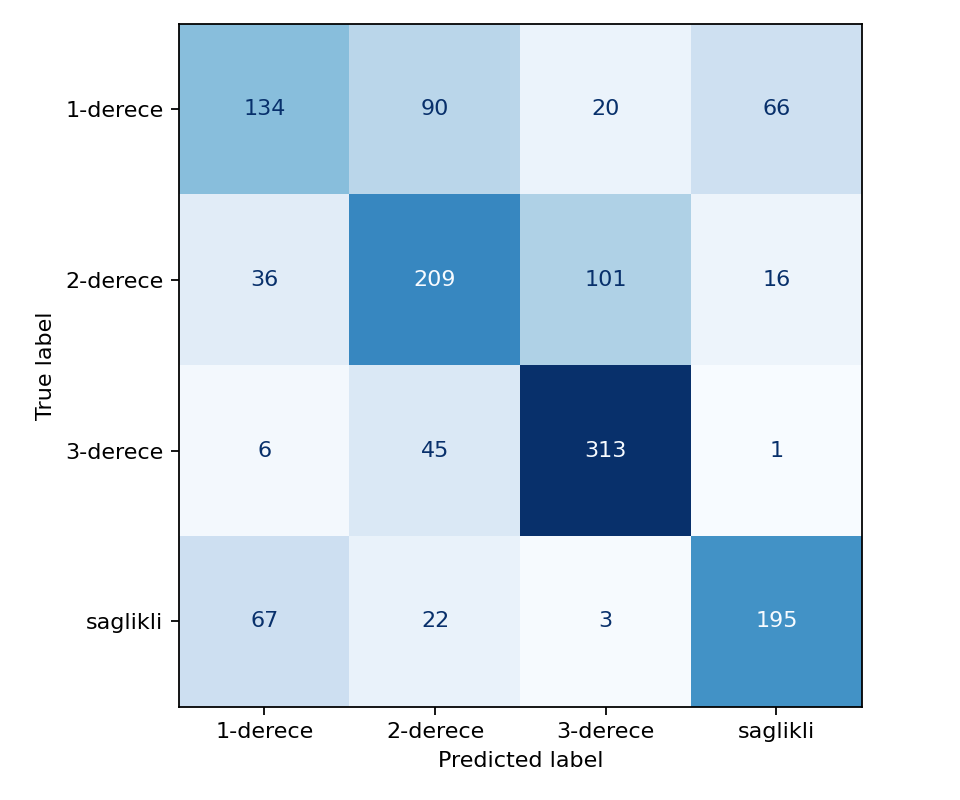 1-derece 134 90 20 66
2-derece 36 209 101 16
3-derece 6 45 313 1
saglikli 67 22 3 195
1-derece 2-derece 3-derece saglikli
Predicted label
True label